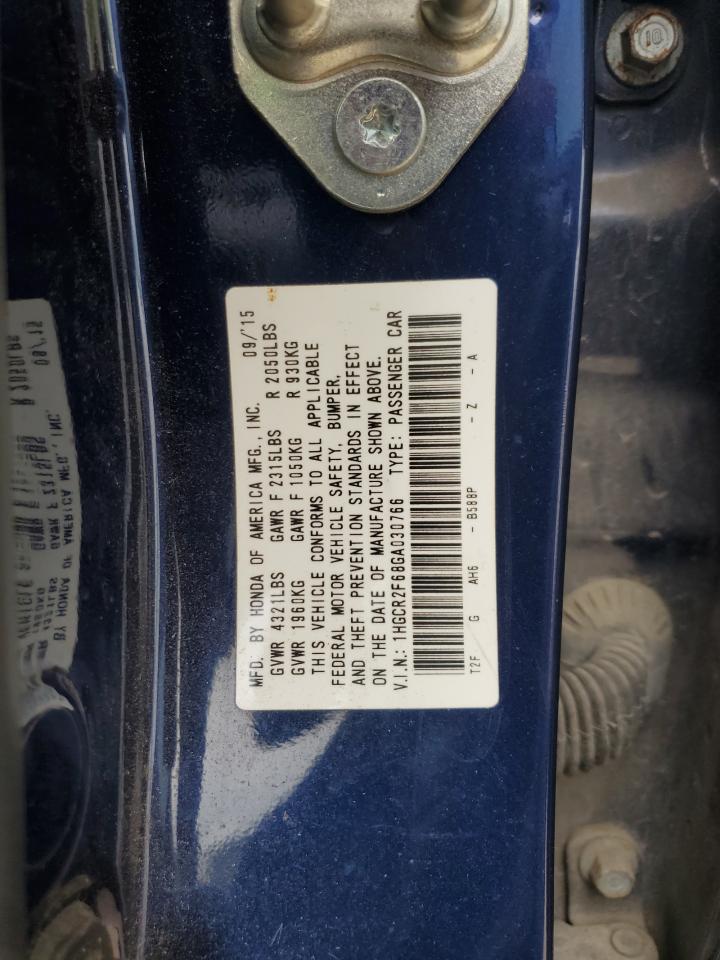 MFD. BY HONDA OF AMERICA MFG., INC. 09/'15
GVWR 4321LBS GAWR F 2315LBS R 2050LBS
GVWR 1960KG GAWR F 1050KG R 930KG
THIS VEHICLE CONFORMS TO ALL APPLICABLE
FEDERAL MOTOR VEHICLE SAFETY, BUMPER,
AND THEFT PREVENTION STANDARDS IN EFFECT
ON THE DATE OF MANUFACTURE SHOWN ABOVE.
V.I.N.: 1HGCR2F68GA030766 TYPE: PASSENGER CAR
T2F G AH6 - B588P - Z - A
10